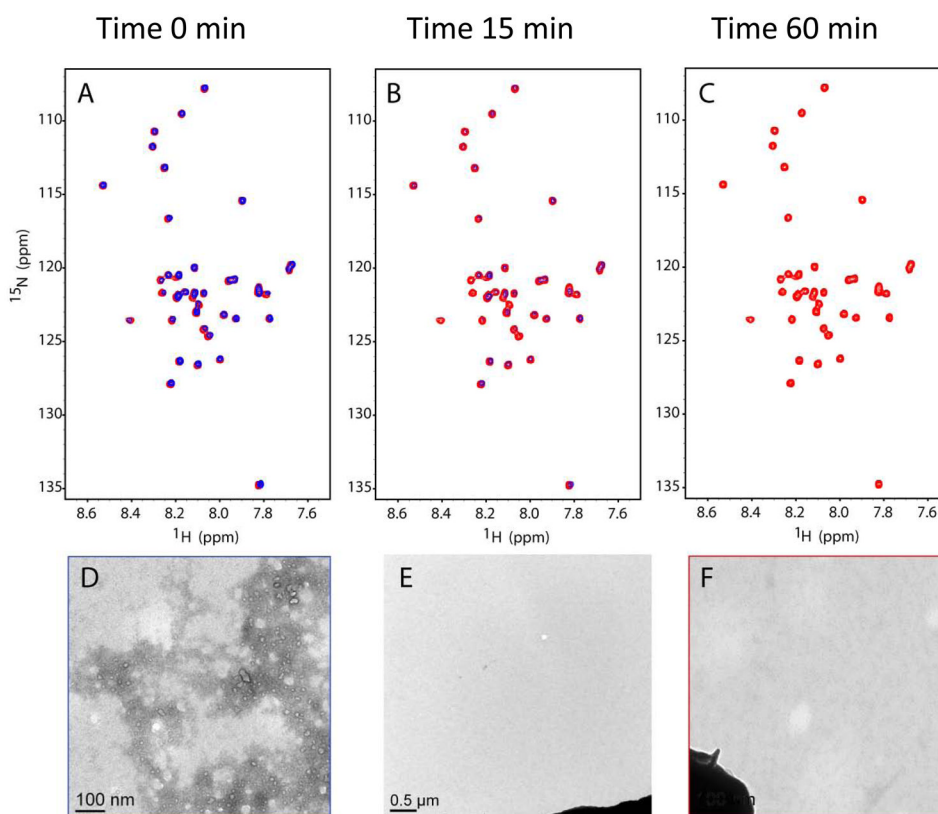 Time 0 min Time 15 min Time 60 min
A B C
110 110 110
115 115 115
120 120 120
125 125 125
130 130 130
135 135 135
15N (ppm)
8.6 8.4 8.2 8.0 7.8 7.6 8.6 8.4 8.2 8.0 7.8 7.6 8.6 8.4 8.2 8.0 7.8 7.6
1H (ppm) 1H (ppm) 1H (ppm)
D E F
100 nm 0.5 µm